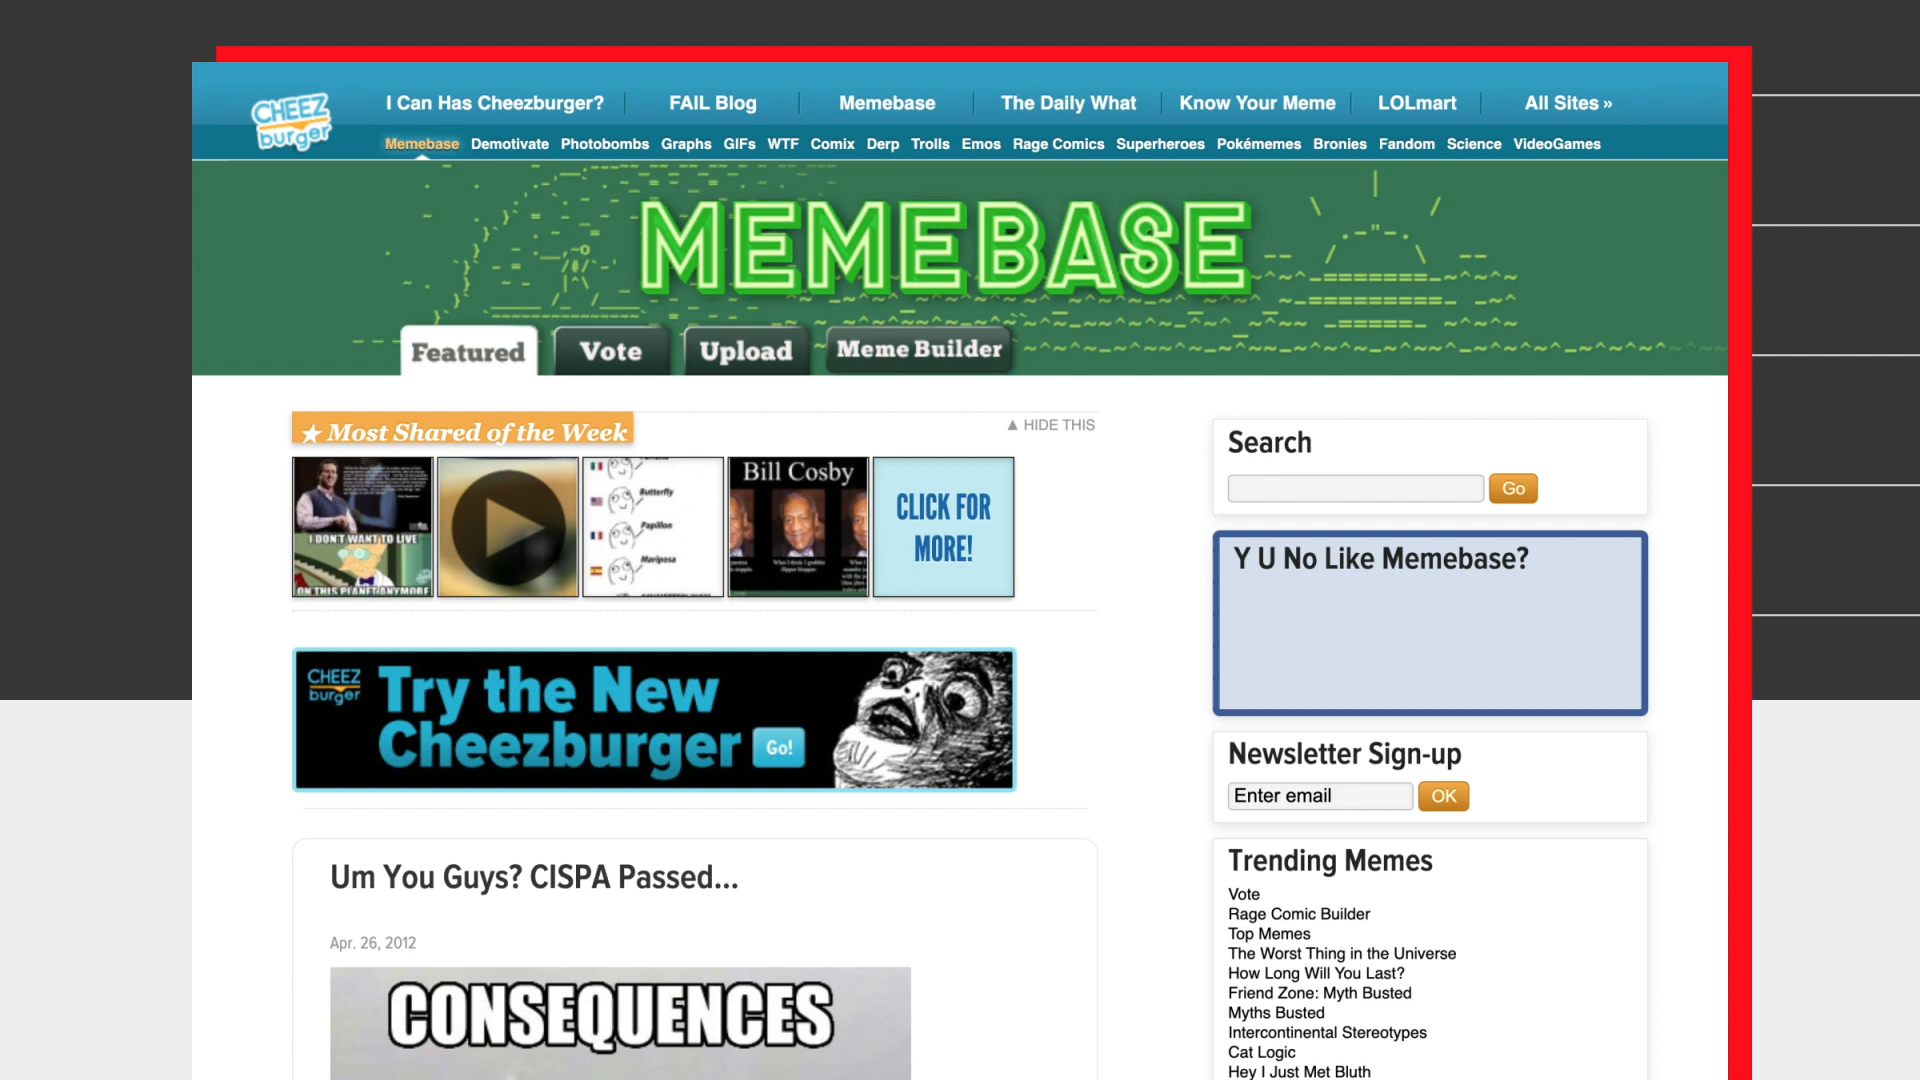 CHEEZ
burger
I Can Has Cheezburger? FAIL Blog Memebase The Daily What Know Your Meme LOLmart All Sites »
Memebase Demotivate Photobombs Graphs GIFs WTF Comix Derp Trolls Emos Rage Comics Superheroes Pokémemes Bronies Fandom Science VideoGames
MEMEBASE
Featured Vote Upload Meme Builder
★ Most Shared of the Week
▲ HIDE THIS
I DON'T WANT TO LIVE
ON THIS PLANET ANYMORE
Butterfly
Papillon
Mariposa
Bill Cosby
CLICK FOR
MORE!
CHEEZ
burger
Try the New
Cheezburger
Go!
Um You Guys? CISPA Passed...
Apr. 26, 2012
CONSEQUENCES
Search
Go
Y U No Like Memebase?
Newsletter Sign-up
Enter email OK
Trending Memes
Vote
Rage Comic Builder
Top Memes
The Worst Thing in the Universe
How Long Will You Last?
Friend Zone: Myth Busted
Myths Busted
Intercontinental Stereotypes
Cat Logic
Hey I Just Met Bluth